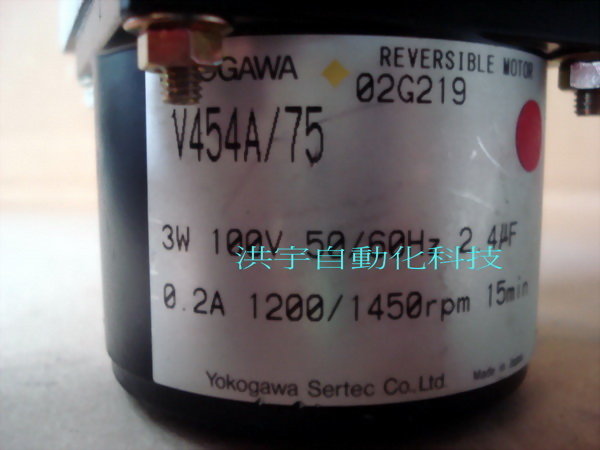 YOKOGAWA
REVERSIBLE MOTOR
02G219
V454A/75
3W 100V 50/60Hz 2.4µF
洪宇自動化科技
0.2A 1200/1450rpm 15min
Yokogawa Sertec Co., Ltd.
Made in Japan